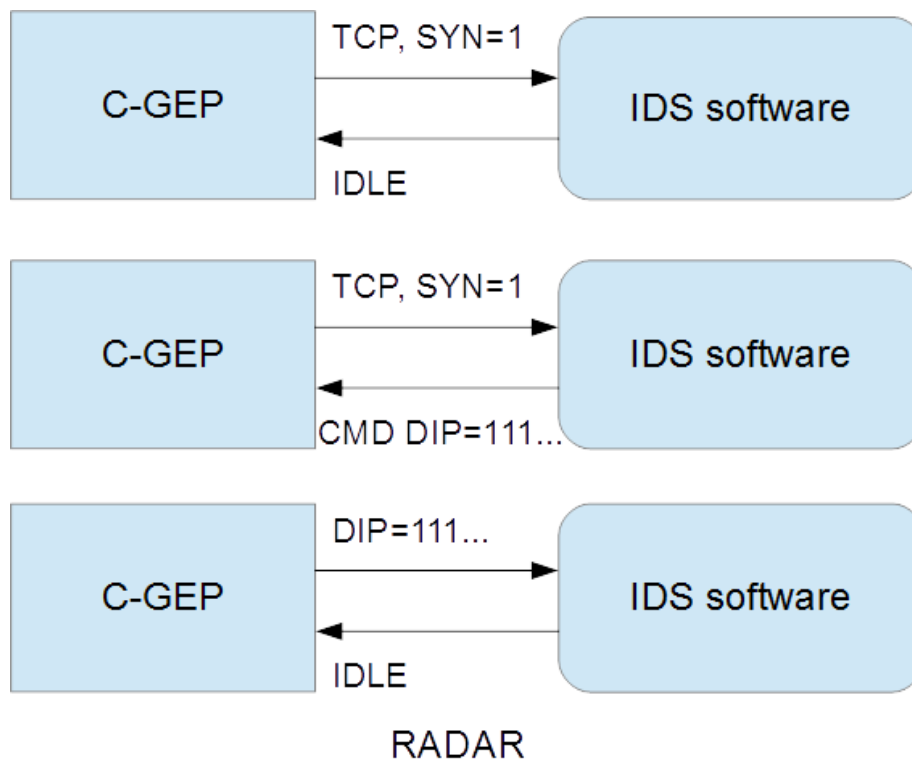 TCP, SYN=1
C-GEP
IDS software
IDLE
TCP, SYN=1
C-GEP
IDS software
CMD DIP=111...
DIP=111...
C-GEP
IDS software
IDLE
RADAR